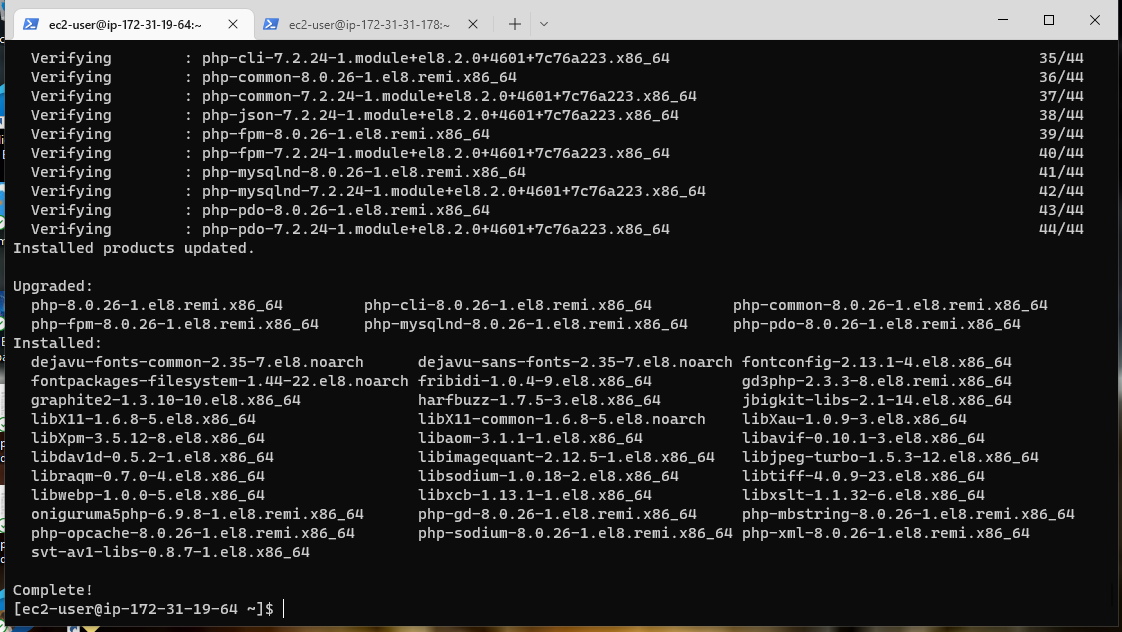 ec2-user@ip-172-31-19-64:~ ec2-user@ip-172-31-31-178:~
Verifying : php-cli-7.2.24-1.module+el8.2.0+4601+7c76a223.x86_64 35/44
Verifying : php-common-8.0.26-1.el8.remi.x86_64 36/44
Verifying : php-common-7.2.24-1.module+el8.2.0+4601+7c76a223.x86_64 37/44
Verifying : php-json-7.2.24-1.module+el8.2.0+4601+7c76a223.x86_64 38/44
Verifying : php-fpm-8.0.26-1.el8.remi.x86_64 39/44
Verifying : php-fpm-7.2.24-1.module+el8.2.0+4601+7c76a223.x86_64 40/44
Verifying : php-mysqlnd-8.0.26-1.el8.remi.x86_64 41/44
Verifying : php-mysqlnd-7.2.24-1.module+el8.2.0+4601+7c76a223.x86_64 42/44
Verifying : php-pdo-8.0.26-1.el8.remi.x86_64 43/44
Verifying : php-pdo-7.2.24-1.module+el8.2.0+4601+7c76a223.x86_64 44/44
Installed products updated.
Upgraded:
php-8.0.26-1.el8.remi.x86_64 php-cli-8.0.26-1.el8.remi.x86_64 php-common-8.0.26-1.el8.remi.x86_64
php-fpm-8.0.26-1.el8.remi.x86_64 php-mysqlnd-8.0.26-1.el8.remi.x86_64 php-pdo-8.0.26-1.el8.remi.x86_64
Installed:
dejavu-fonts-common-2.35-7.el8.noarch dejavu-sans-fonts-2.35-7.el8.noarch fontconfig-2.13.1-4.el8.x86_64
fontpackages-filesystem-1.44-22.el8.noarch fribidi-1.0.4-9.el8.x86_64 gd3php-2.3.3-8.el8.remi.x86_64
graphite2-1.3.10-10.el8.x86_64 harfbuzz-1.7.5-3.el8.x86_64 jbigkit-libs-2.1-14.el8.x86_64
libX11-1.6.8-5.el8.x86_64 libX11-common-1.6.8-5.el8.noarch libXau-1.0.9-3.el8.x86_64
libXpm-3.5.12-8.el8.x86_64 libaom-3.1.1-1.el8.x86_64 libavif-0.10.1-3.el8.x86_64
libdav1d-0.5.2-1.el8.x86_64 libimagequant-2.12.5-1.el8.x86_64 libjpeg-turbo-1.5.3-12.el8.x86_64
libraqm-0.7.0-4.el8.x86_64 libsodium-1.0.18-2.el8.x86_64 libtiff-4.0.9-23.el8.x86_64
libwebp-1.0.0-5.el8.x86_64 libxcb-1.13.1-1.el8.x86_64 libxslt-1.1.32-6.el8.x86_64
oniguruma5php-6.9.8-1.el8.remi.x86_64 php-gd-8.0.26-1.el8.remi.x86_64 php-mbstring-8.0.26-1.el8.remi.x86_64
php-opcache-8.0.26-1.el8.remi.x86_64 php-sodium-8.0.26-1.el8.remi.x86_64 php-xml-8.0.26-1.el8.remi.x86_64
svt-av1-libs-0.8.7-1.el8.x86_64
Complete!
[ec2-user@ip-172-31-19-64 ~]$